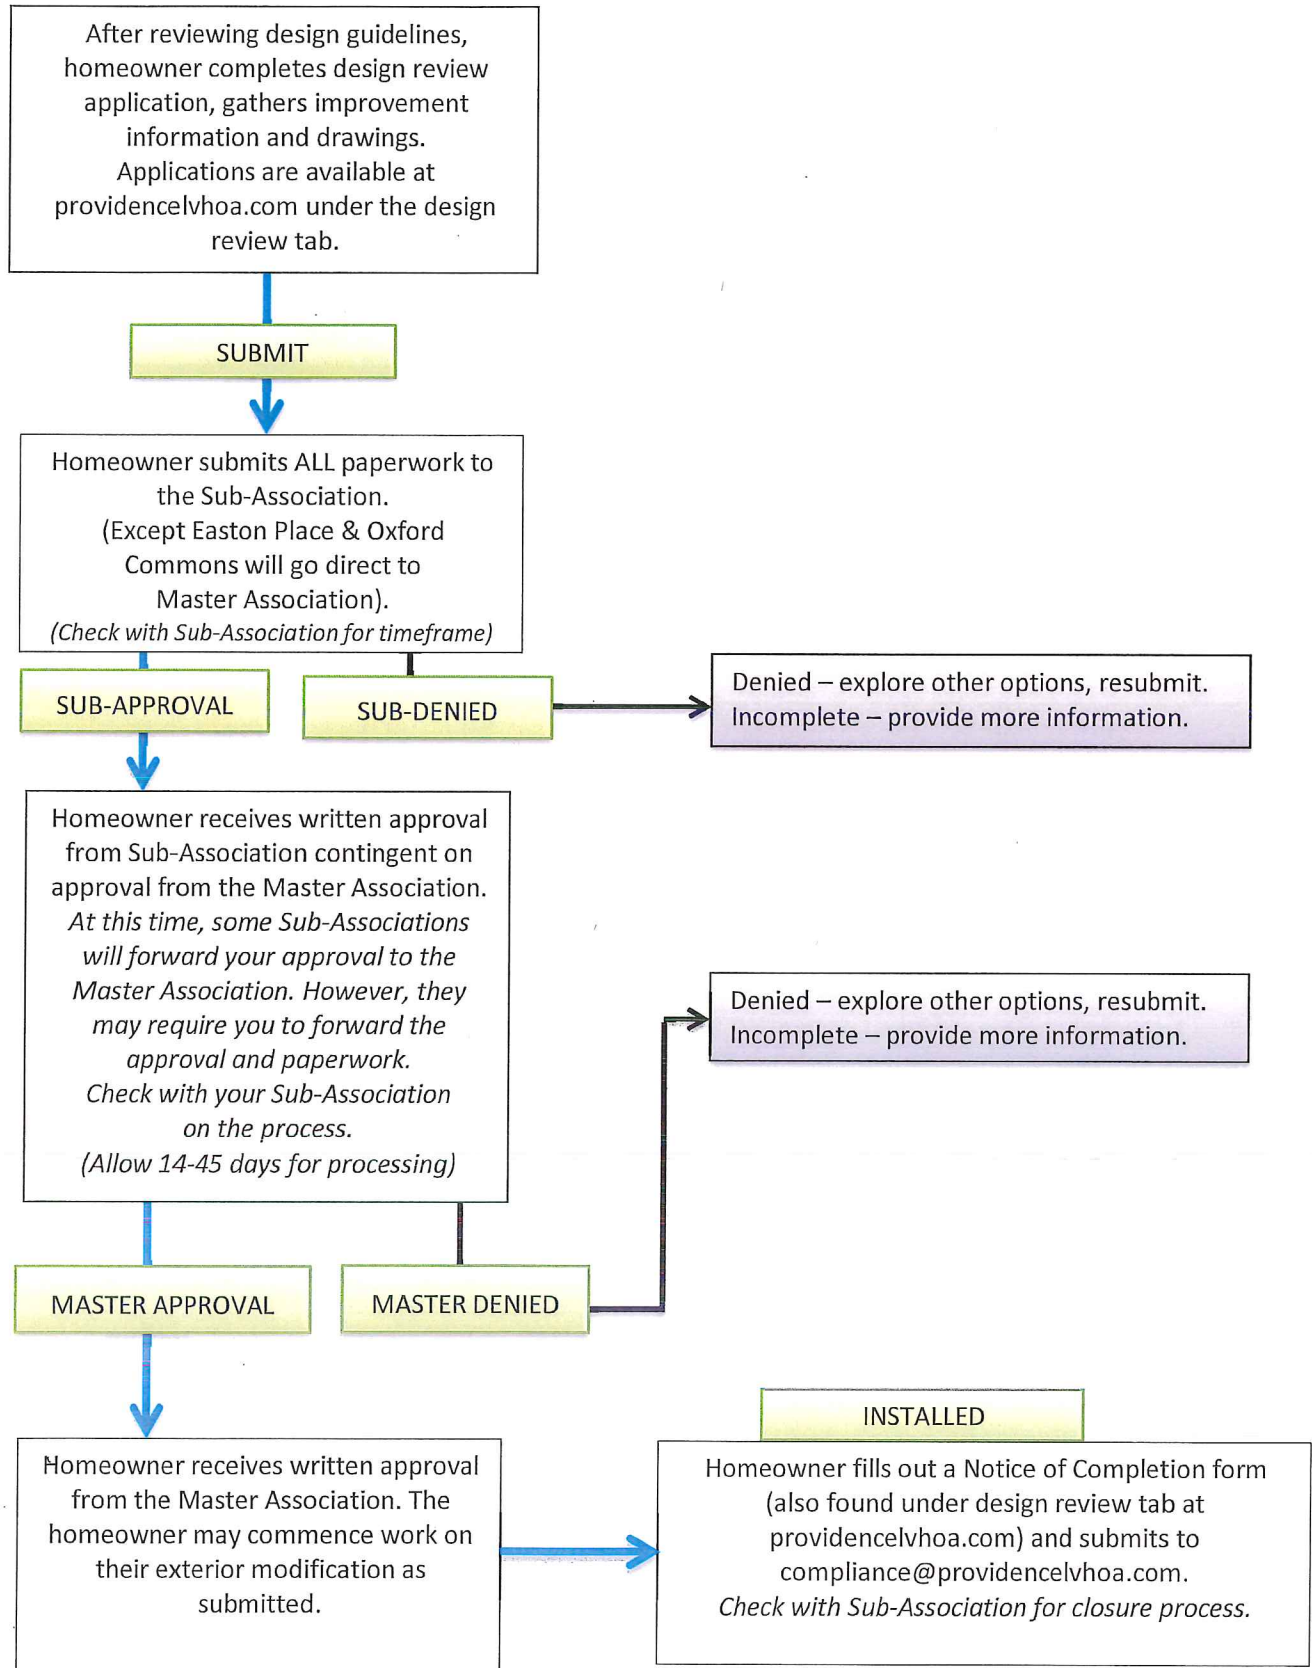 After reviewing design guidelines,
homeowner completes design review
application, gathers improvement
information and drawings.
Applications are available at
providencelvhoa.com under the design
review tab.
SUBMIT
Homeowner submits ALL paperwork to
the Sub-Association.
(Except Easton Place & Oxford
Commons will go direct to
Master Association).
(Check with Sub-Association for timeframe)
SUB-APPROVAL
SUB-DENIED
Denied – explore other options, resubmit.
Incomplete – provide more information.
Homeowner receives written approval
from Sub-Association contingent on
approval from the Master Association.
At this time, some Sub-Associations
will forward your approval to the
Master Association. However, they
may require you to forward the
approval and paperwork.
Check with your Sub-Association
on the process.
(Allow 14-45 days for processing)
Denied – explore other options, resubmit.
Incomplete – provide more information.
MASTER APPROVAL
MASTER DENIED
Homeowner receives written approval
from the Master Association. The
homeowner may commence work on
their exterior modification as
submitted.
INSTALLED
Homeowner fills out a Notice of Completion form
(also found under design review tab at
providencelvhoa.com) and submits to
compliance@providencelvhoa.com.
Check with Sub-Association for closure process.